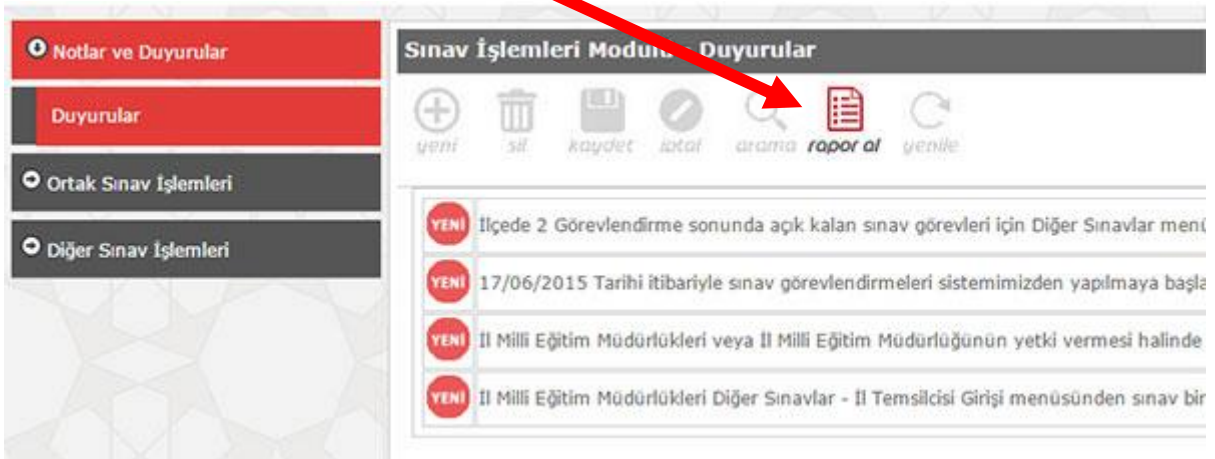 Notlar ve Duyurular
Duyurular
Ortak Sınav İşlemleri
Diğer Sınav İşlemleri
Sınav İşlemleri Modülü - Duyurular
yeni sil kaydet iptal arama rapor al yenile
YENİ İlçede 2 Görevlendirme sonunda açık kalan sınav görevleri için Diğer Sınavlar menü
YENİ 17/06/2015 Tarihi itibariyle sınav görevlendirmeleri sistemimizden yapılmaya başla
YENİ İl Milli Eğitim Müdürlükleri veya İl Milli Eğitim Müdürlüğünün yetki vermesi halinde
YENİ İl Milli Eğitim Müdürlükleri Diğer Sınavlar - İl Temsilcisi Girişi menüsünden sınav bir